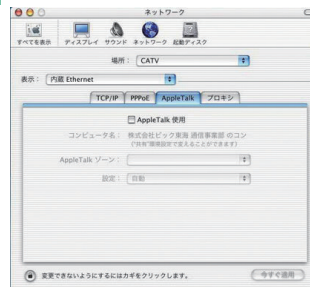 ネットワーク
すべてを表示 ディスプレイ サウンド ネットワーク 起動ディスク
場所： CATV
表示： 内蔵 Ethernet
TCP/IP PPPoE AppleTalk プロキシ
AppleTalk 使用
コンピュータ名： 株式会社ビック東海 通信事業部 のコン
("共有"環境設定で変えることができます)
AppleTalk ゾーン：
設定： 自動
変更できないようにするにはカギをクリックします。
今すぐ適用